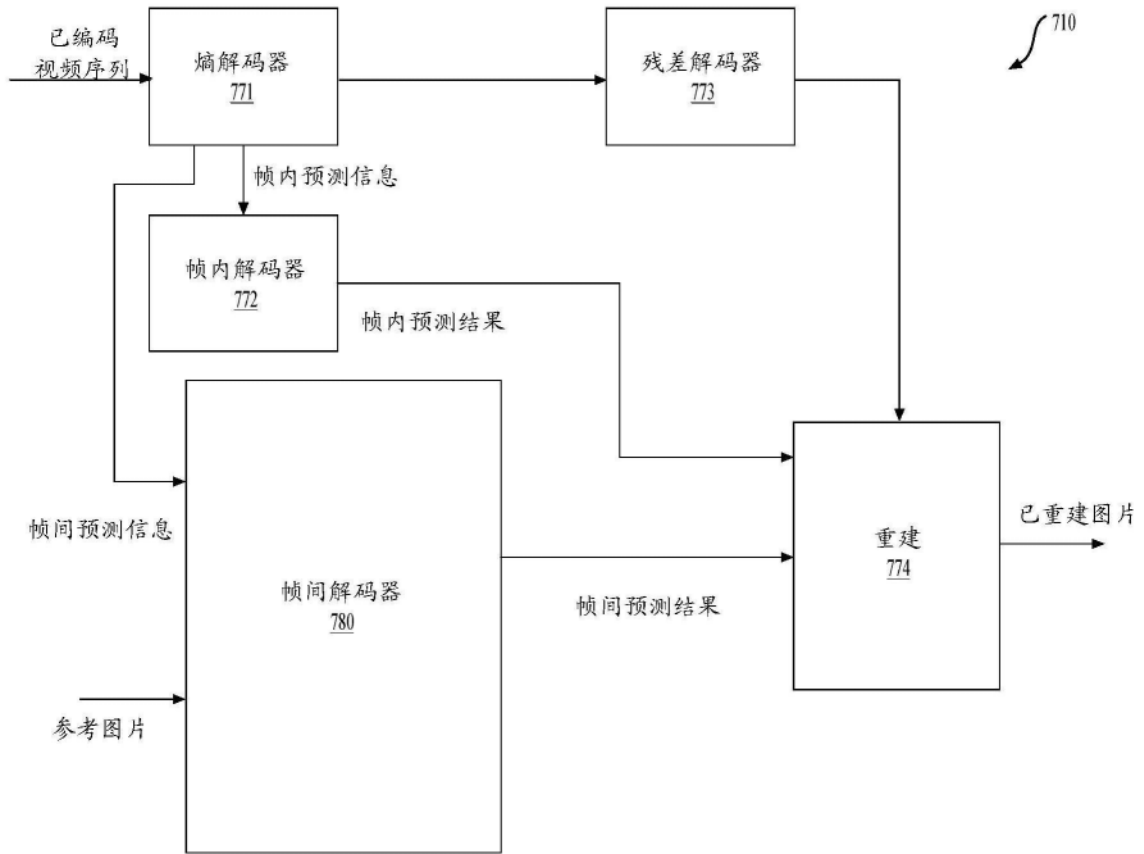 已编码
视频序列
熵解码器
771
残差解码器
773
710
帧内预测信息
帧内解码器
772
帧内预测结果
帧间预测信息
帧间解码器
780
帧间预测结果
重建
774
已重建图片
参考图片